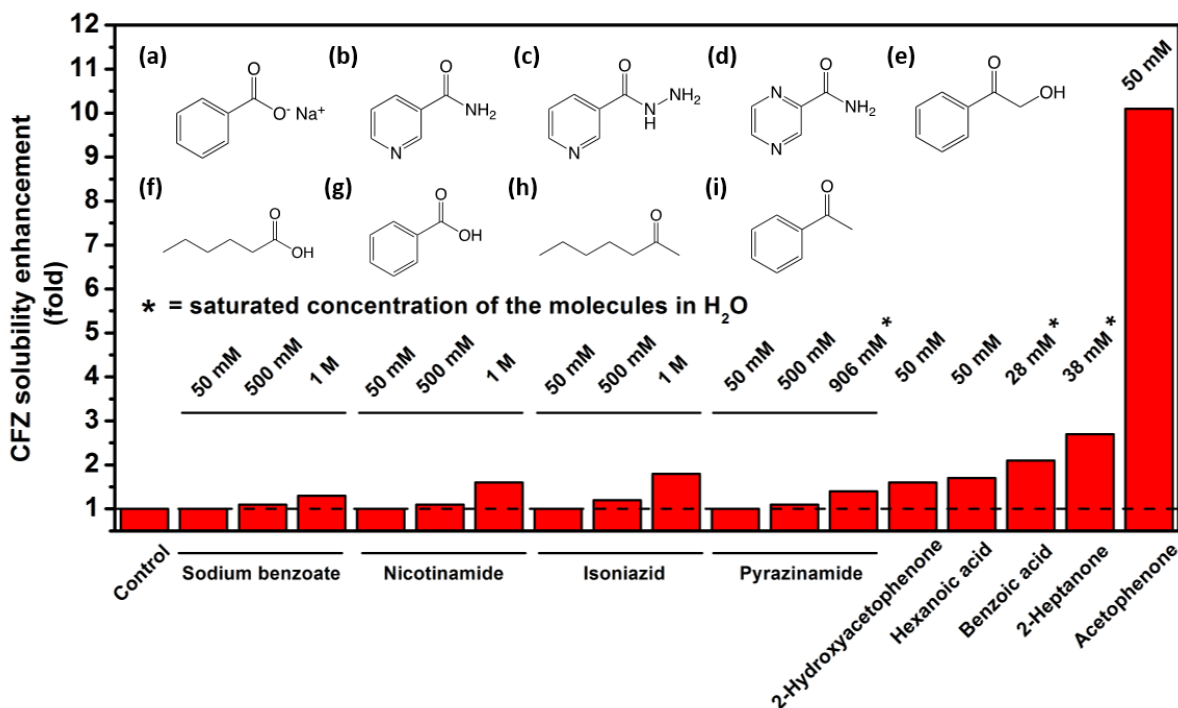 CFZ solubility enhancement
(fold)
12
11
10
9
8
7
6
5
4
3
2
1
(a)
O
O⁻ Na⁺
(b)
O
NH₂
N
(c)
O
NH₂
N
H
N
(d)
N
O
NH₂
N
(e)
O
OH
(f)
O
OH
(g)
O
OH
(h)
O
(i)
O
* = saturated concentration of the molecules in H₂O
50 mM
500 mM
1 M
50 mM
500 mM
1 M
50 mM
500 mM
1 M
50 mM
500 mM
906 mM *
50 mM
50 mM
28 mM *
38 mM *
50 mM
Control
Sodium benzoate
Nicotinamide
Isoniazid
Pyrazinamide
2-Hydroxyacetophenone
Hexanoic acid
Benzoic acid
2-Heptanone
Acetophenone